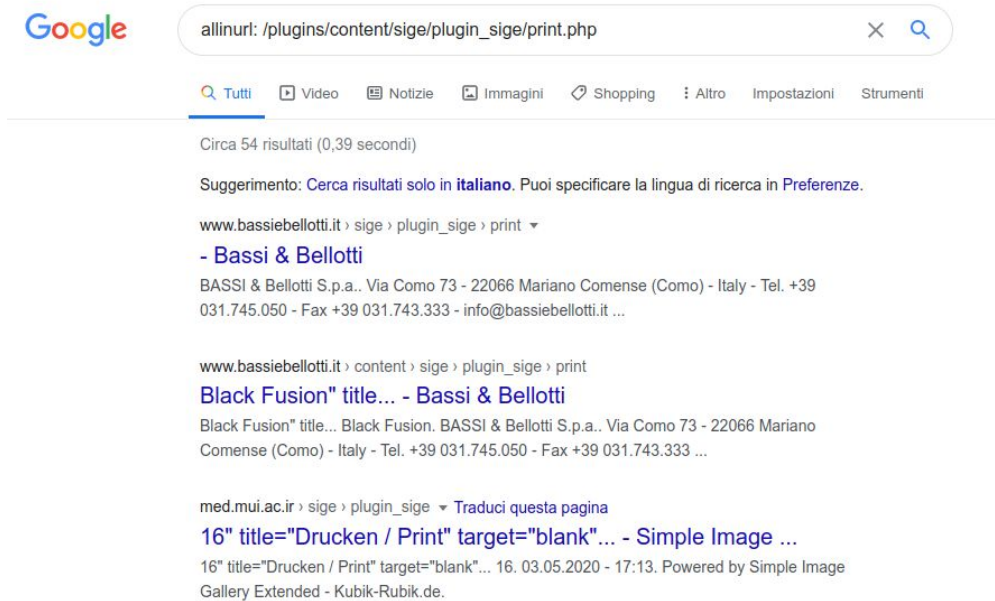 Google
allinurl: /plugins/content/sige/plugin_sige/print.php
Tutti Video Notizie Immagini Shopping Altro Impostazioni Strumenti
Circa 54 risultati (0,39 secondi)
Suggerimento: Cerca risultati solo in italiano. Puoi specificare la lingua di ricerca in Preferenze.
www.bassiebellotti.it › sige › plugin_sige › print
- Bassi & Bellotti
BASSI & Bellotti S.p.a.. Via Como 73 - 22066 Mariano Comense (Como) - Italy - Tel. +39
031.745.050 - Fax +39 031.743.333 - info@bassiebellotti.it ...
www.bassiebellotti.it › content › sige › plugin_sige › print
Black Fusion" title... - Bassi & Bellotti
Black Fusion" title... Black Fusion. BASSI & Bellotti S.p.a.. Via Como 73 - 22066 Mariano
Comense (Como) - Italy - Tel. +39 031.745.050 - Fax +39 031.743.333 ...
med.mui.ac.ir › sige › plugin_sige Traduci questa pagina
16" title="Drucken / Print" target="blank"... - Simple Image ...
16" title="Drucken / Print" target="blank"... 16. 03.05.2020 - 17:13. Powered by Simple Image
Gallery Extended - Kubik-Rubik.de.